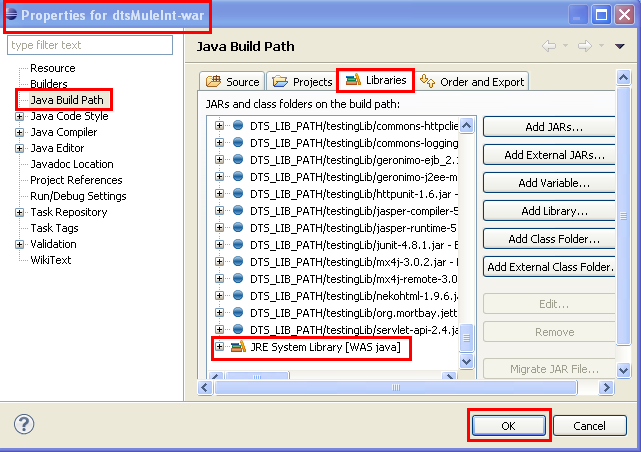 Properties for dtsMuleInt-war
type filter text
Resource
Builders
Java Build Path
Java Code Style
Java Compiler
Java Editor
Javadoc Location
Project References
Run/Debug Settings
Task Repository
Task Tags
Validation
WikiText
Java Build Path
Source
Projects
Libraries
Order and Export
JARs and class folders on the build path:
DTS_LIB_PATH/testingLib/commons-httpclie
DTS_LIB_PATH/testingLib/commons-logging
DTS_LIB_PATH/testingLib/geronimo-ejb_2.
DTS_LIB_PATH/testingLib/geronimo-j2ee-m
DTS_LIB_PATH/testingLib/httpunit-1.6.jar -
DTS_LIB_PATH/testingLib/jasper-compiler-5
DTS_LIB_PATH/testingLib/jasper-runtime-5
DTS_LIB_PATH/testingLib/junit-4.8.1.jar - E
DTS_LIB_PATH/testingLib/mx4j-3.0.2.jar -
DTS_LIB_PATH/testingLib/mx4j-remote-3.0
DTS_LIB_PATH/testingLib/nekohtml-1.9.6.j
DTS_LIB_PATH/testingLib/org.mortbay.jett
DTS_LIB_PATH/testingLib/servlet-api-2.4.ja
JRE System Library [WAS java]
Add JARs...
Add External JARs...
Add Variable...
Add Library...
Add Class Folder...
Add External Class Folder.
Edit...
Remove
Migrate JAR File...
OK
Cancel